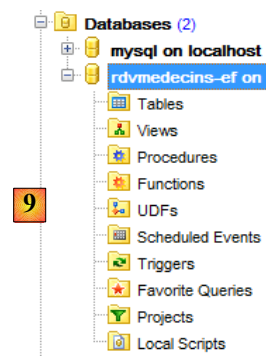 Databases (2)
mysql on localhost
rdvmedecins-ef on
Tables
Views
Procedures
Functions
9
UDFs
Scheduled Events
Triggers
Favorite Queries
Projects
Local Scripts